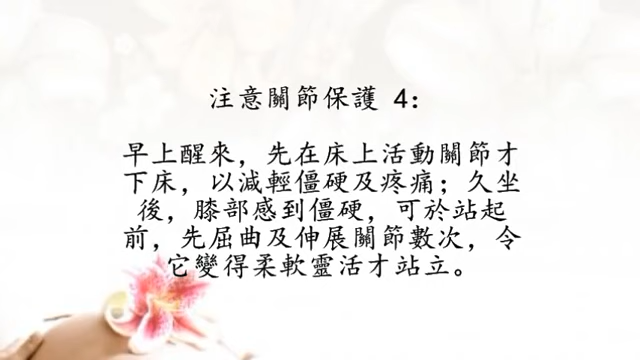 注意關節保護 4：
早上醒來，先在床上活動關節才
下床，以減輕僵硬及疼痛；久坐
後，膝部感到僵硬，可於站起
前，先屈曲及伸展關節數次，令
它變得柔軟靈活才站立。